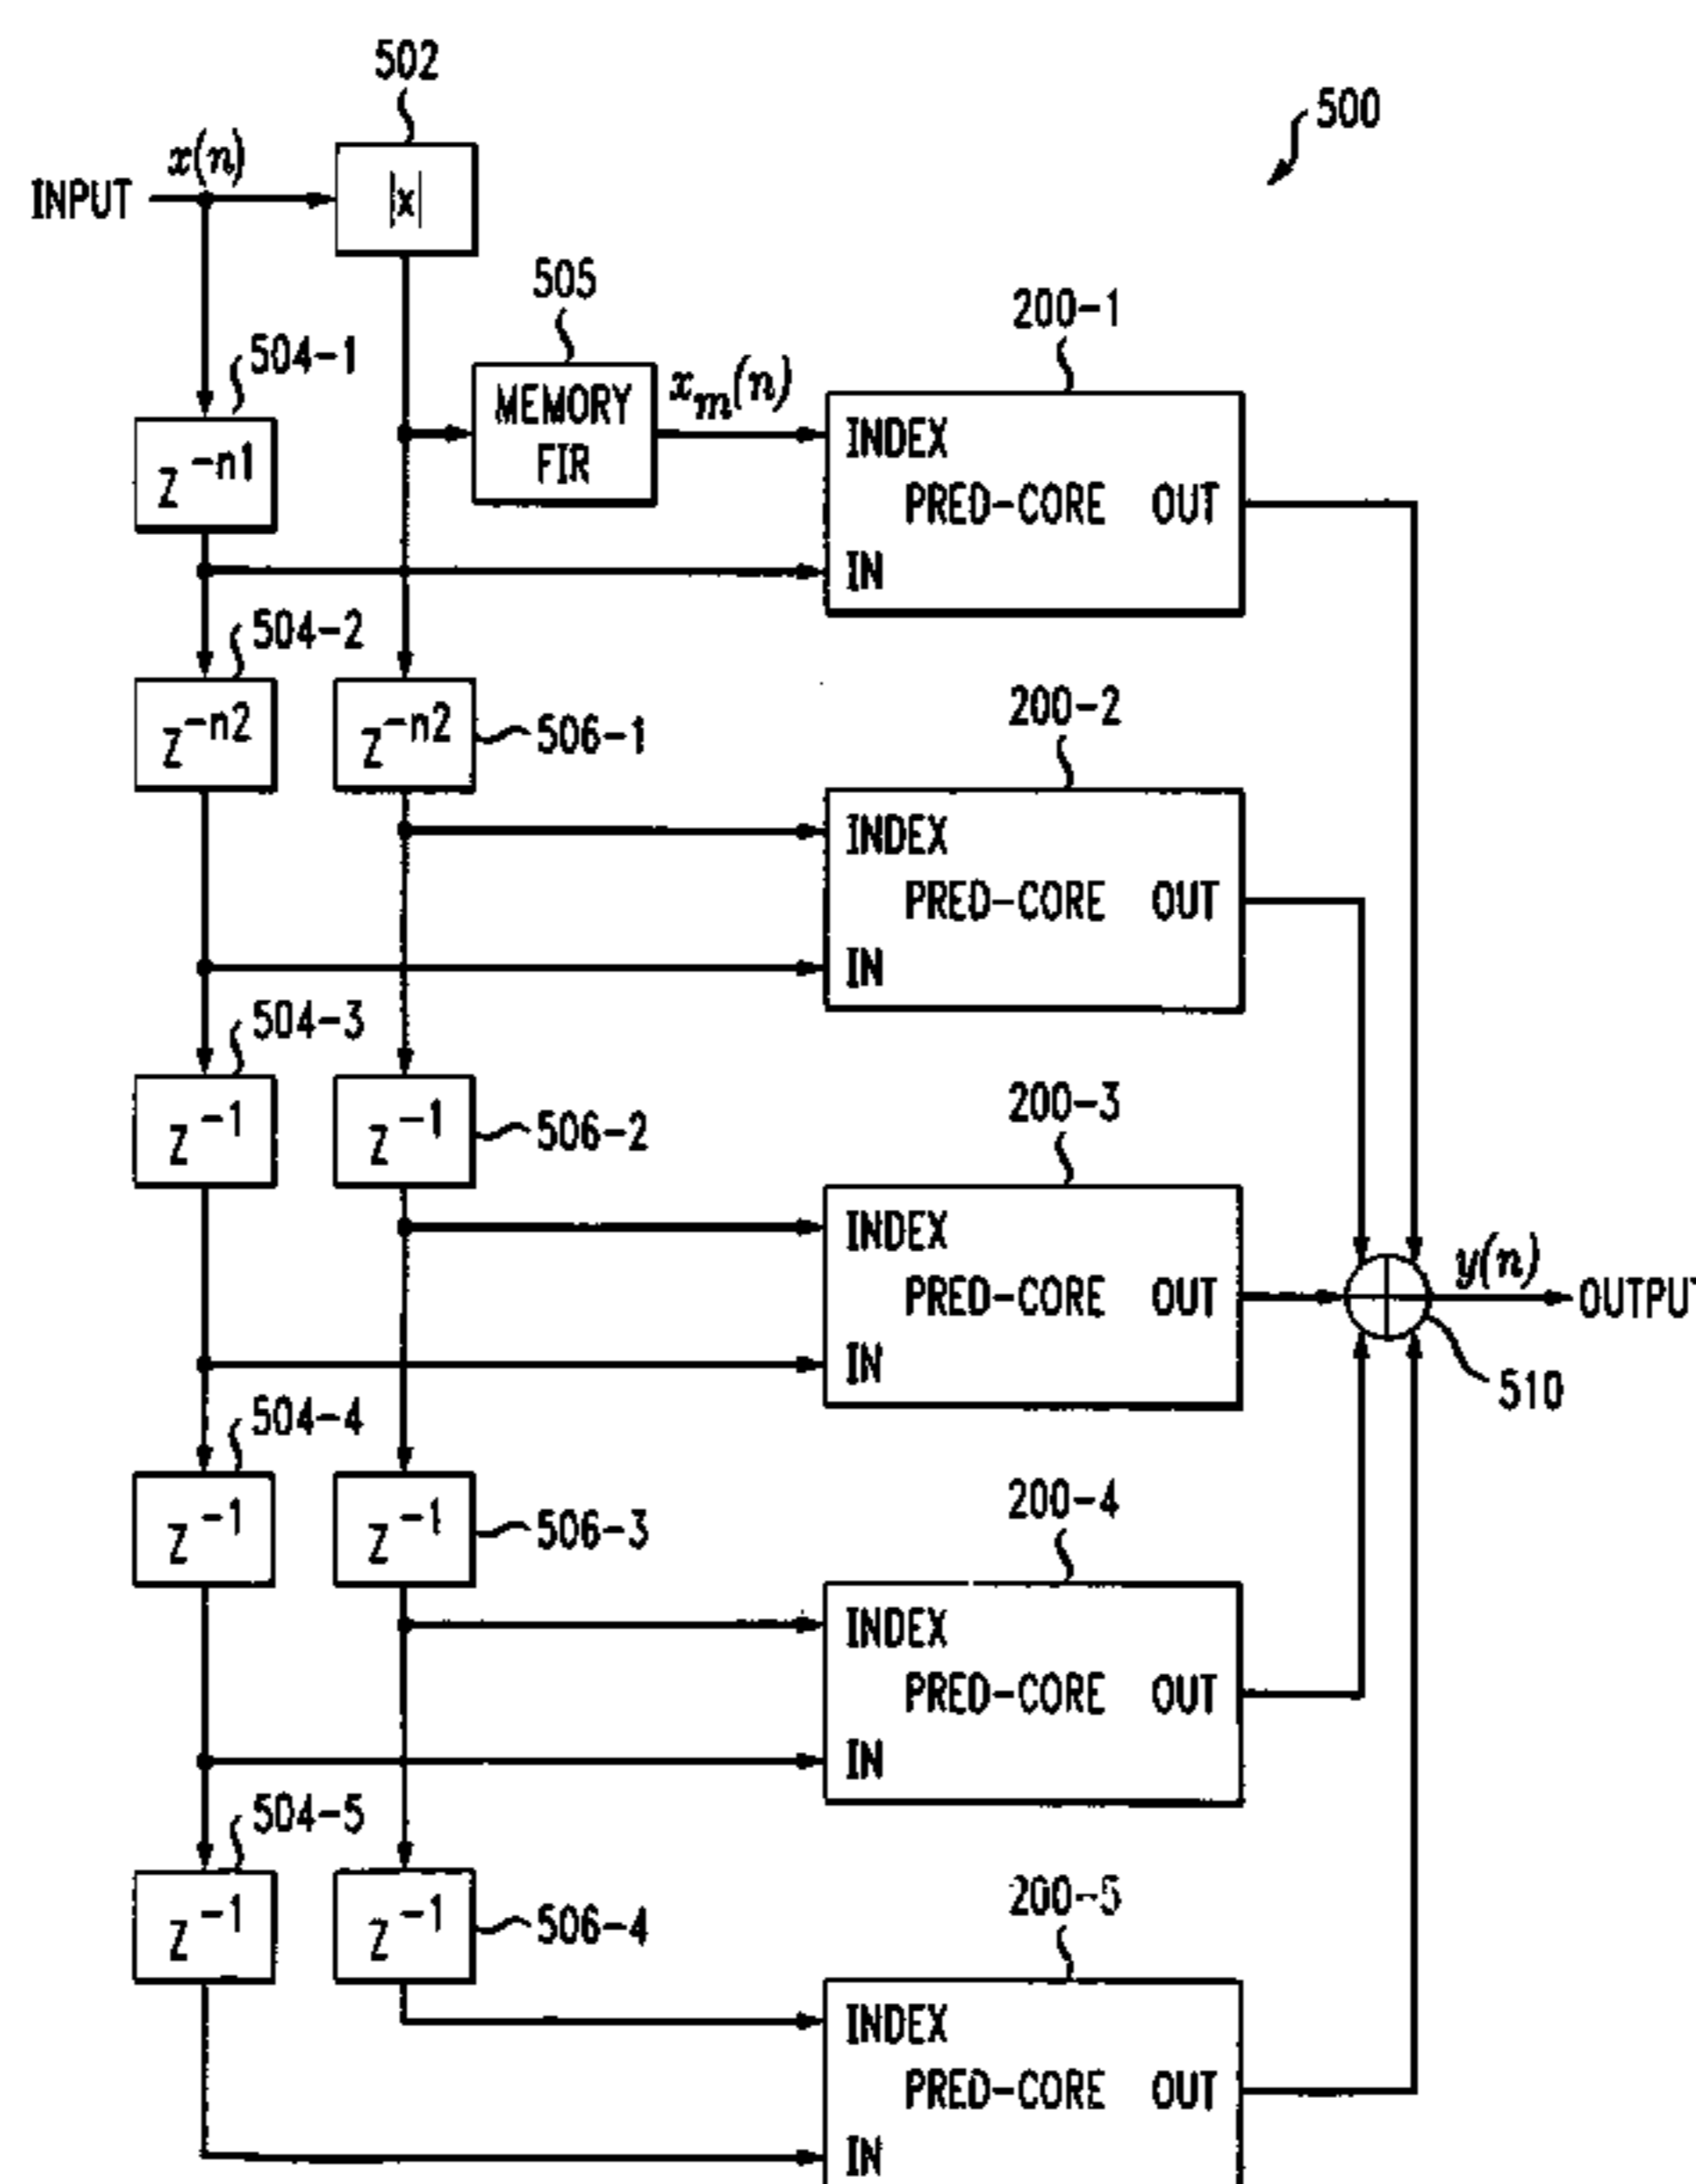 502
500
x(n)
INPUT
|x|
505
200-1
504-1
MEMORY
FIR
x_m(n)
INDEX
z^-n1
PRED-CORE OUT
IN
504-2
z^-n2
z^-n2
506-1
200-2
INDEX
PRED-CORE OUT
IN
504-3
z^-1
z^-1
506-2
200-3
INDEX
PRED-CORE OUT
y(n)
OUTPUT
IN
510
504-4
z^-1
z^-1
506-3
200-4
INDEX
PRED-CORE OUT
IN
504-5
z^-1
z^-1
506-4
200-5
INDEX
PRED-CORE OUT
IN